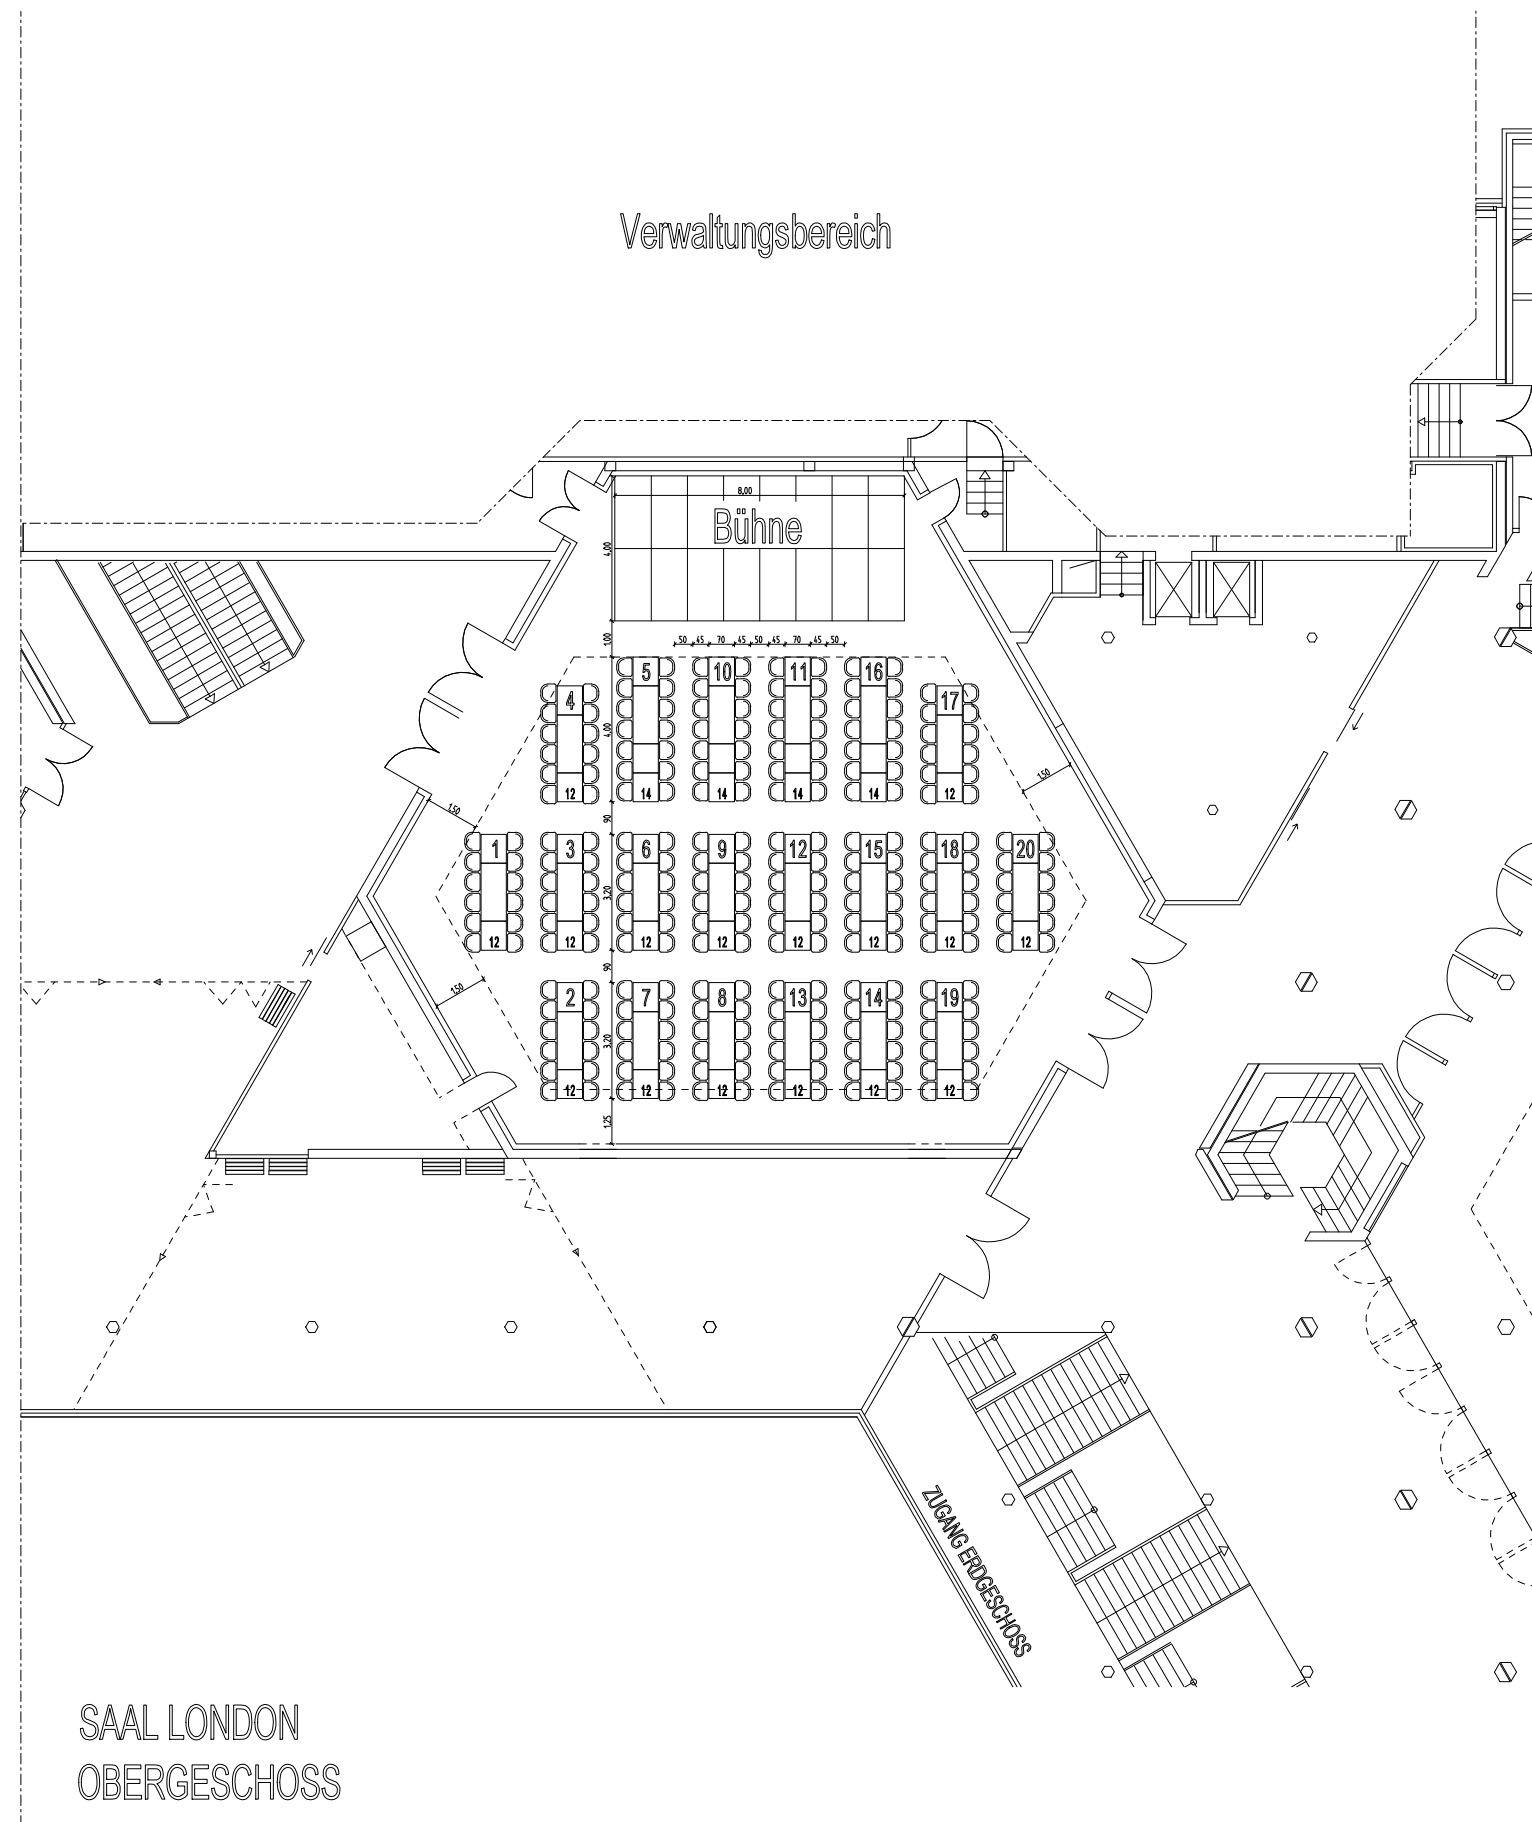 Verwaltungsbereich
8,00
Bühne
4,00
1,00
50 45 70 45 50 45 70 45 50
5 10 11 16
4 17
4,00
1,50
12 14 14 14 14 12
1,50
90
1 3 6 9 12 15 18 20
3,20
12 12 12 12 12 12 12 12
90
1,50
2 7 8 13 14 19
3,20
12 12 12 12 12 12
1,25
ZUGANG ERDGESCHOSS
SAAL LONDON
OBERGESCHOSS